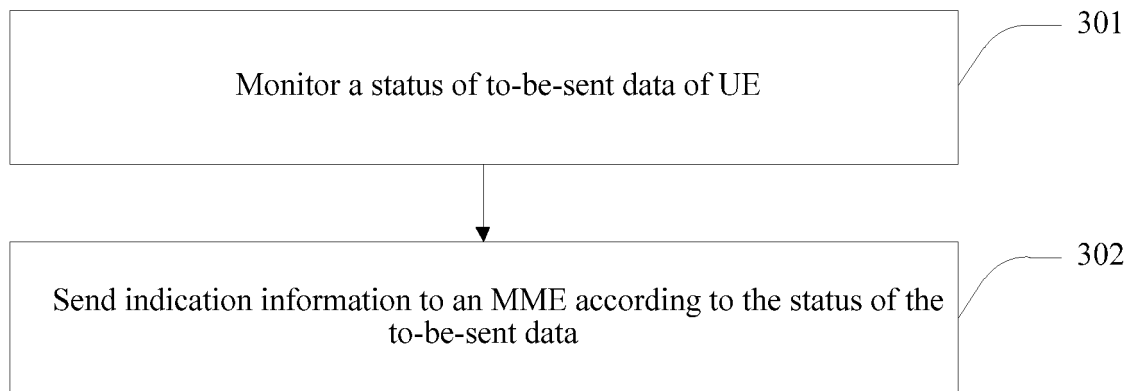 301
Monitor a status of to-be-sent data of UE
302
Send indication information to an MME according to the status of the
to-be-sent data